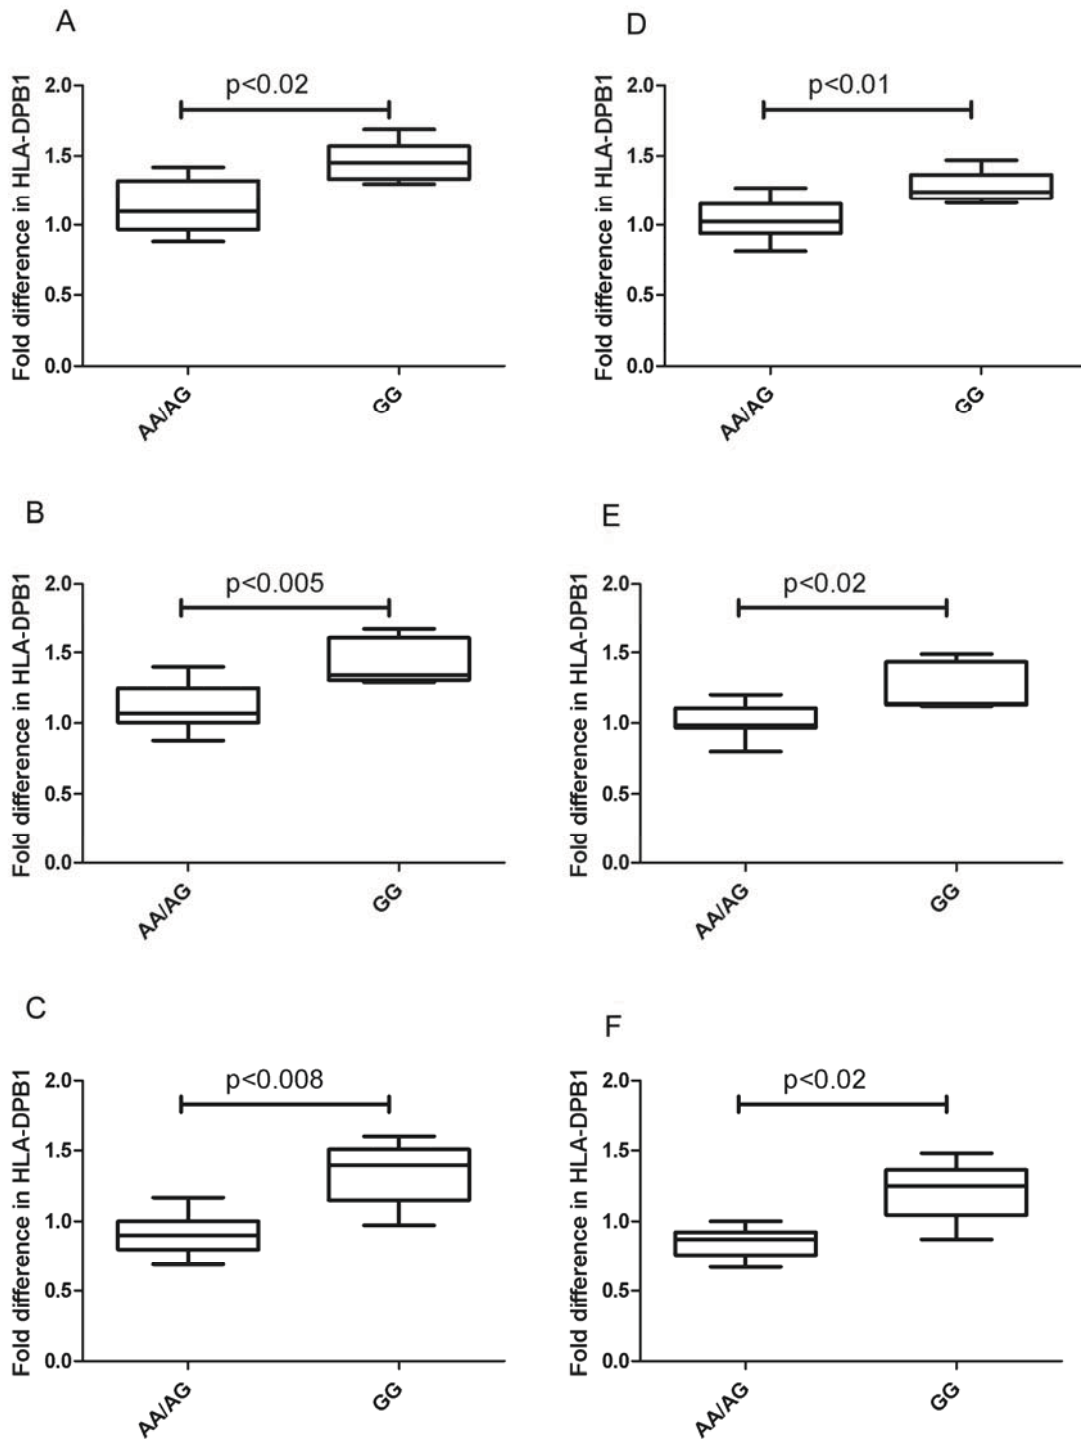 A
Fold difference in HLA-DPB1
2.0
1.5
1.0
0.5
0.0
p<0.02
AA/AG
GG
D
Fold difference in HLA-DPB1
2.0
1.5
1.0
0.5
0.0
p<0.01
AA/AG
GG
B
Fold difference in HLA-DPB1
2.0
1.5
1.0
0.5
0.0
p<0.005
AA/AG
GG
E
Fold difference in HLA-DPB1
2.0
1.5
1.0
0.5
0.0
p<0.02
AA/AG
GG
C
Fold difference in HLA-DPB1
2.0
1.5
1.0
0.5
0.0
p<0.008
AA/AG
GG
F
Fold difference in HLA-DPB1
2.0
1.5
1.0
0.5
0.0
p<0.02
AA/AG
GG